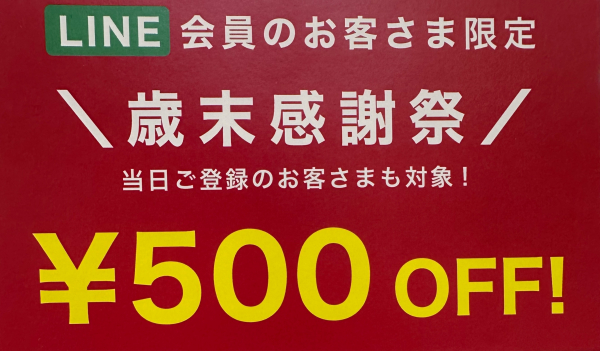 LINE 会員のお客さま限定
＼歳末感謝祭／
当日ご登録のお客さまも対象！
¥500 OFF!